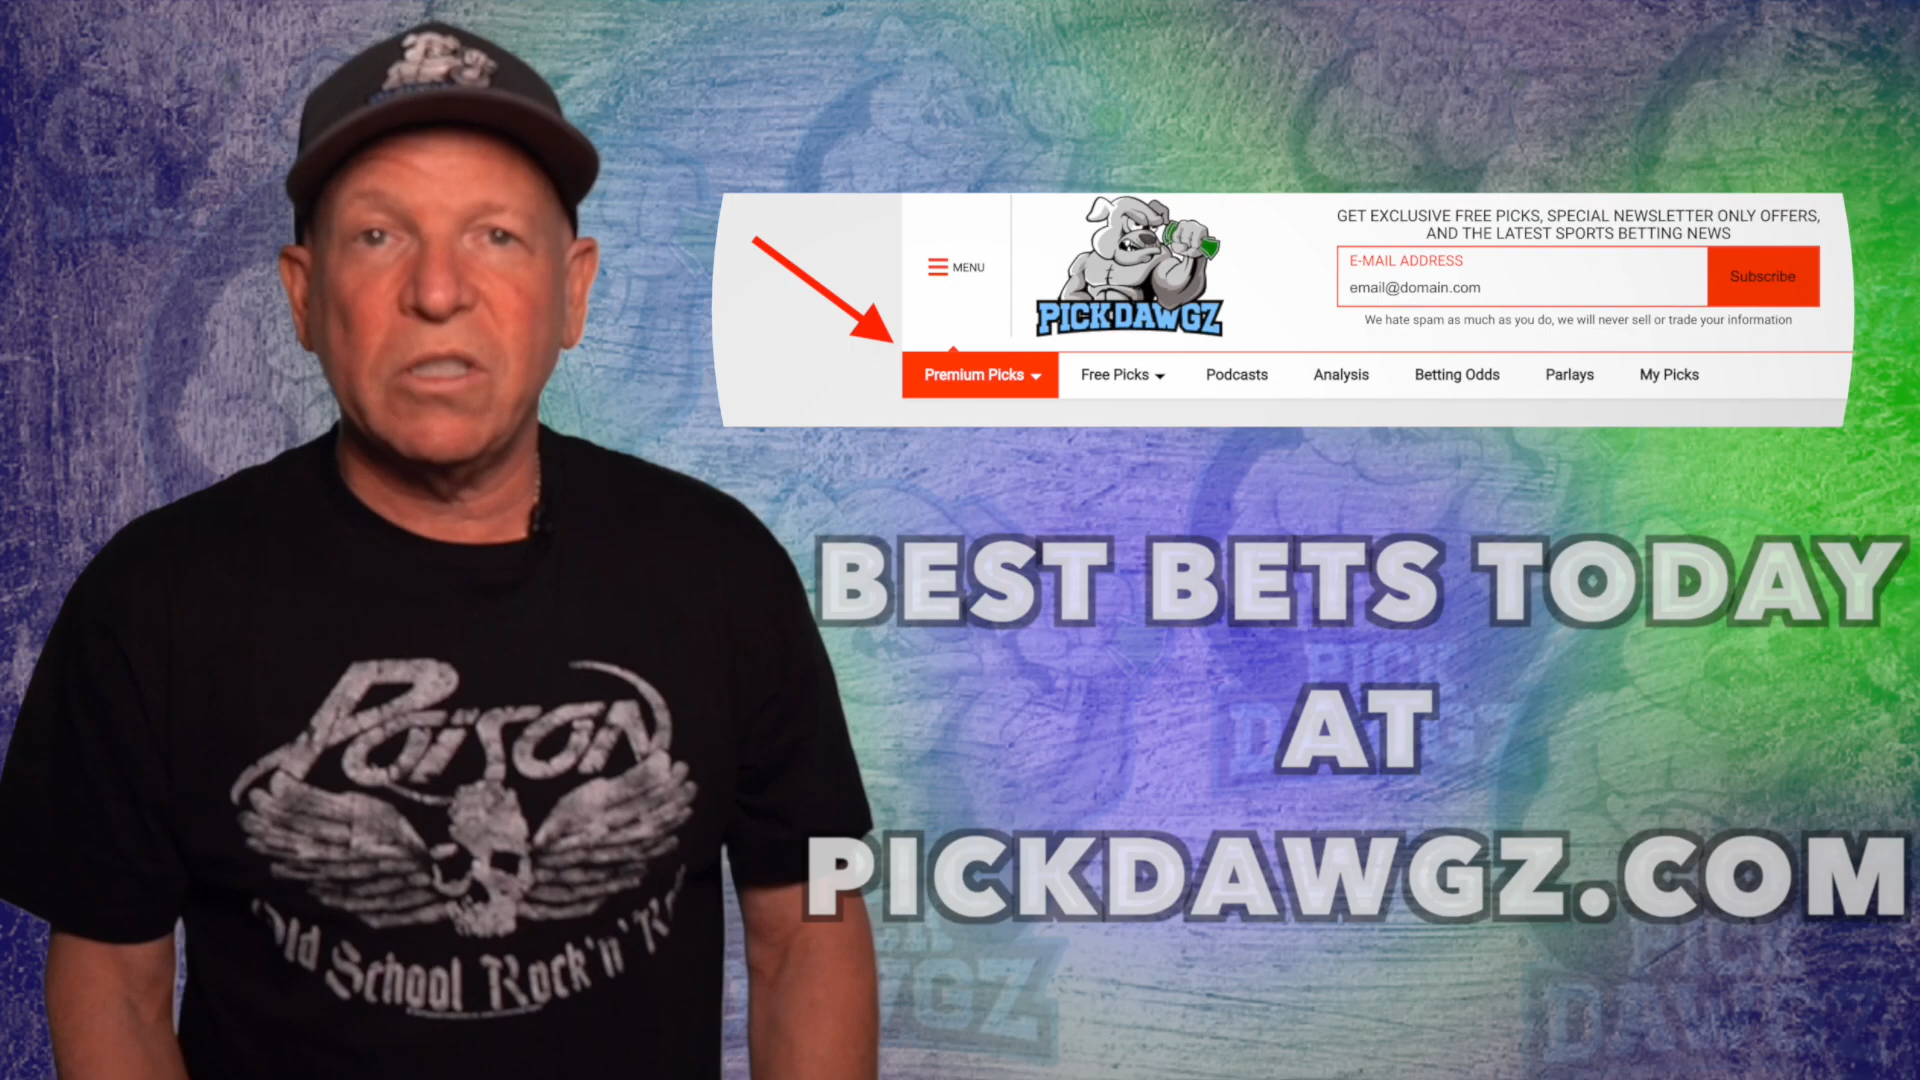 GET EXCLUSIVE FREE PICKS, SPECIAL NEWSLETTER ONLY OFFERS,
AND THE LATEST SPORTS BETTING NEWS
MENU
E-MAIL ADDRESS
email@domain.com
Subscribe
We hate spam as much as you do, we will never sell or trade your information
PICKDAWGZ
Premium Picks
Free Picks
Podcasts
Analysis
Betting Odds
Parlays
My Picks
BEST BETS TODAY
AT
PICKDAWGZ.COM
Poison
Old School Rock'n'
PICK
DAWGZ